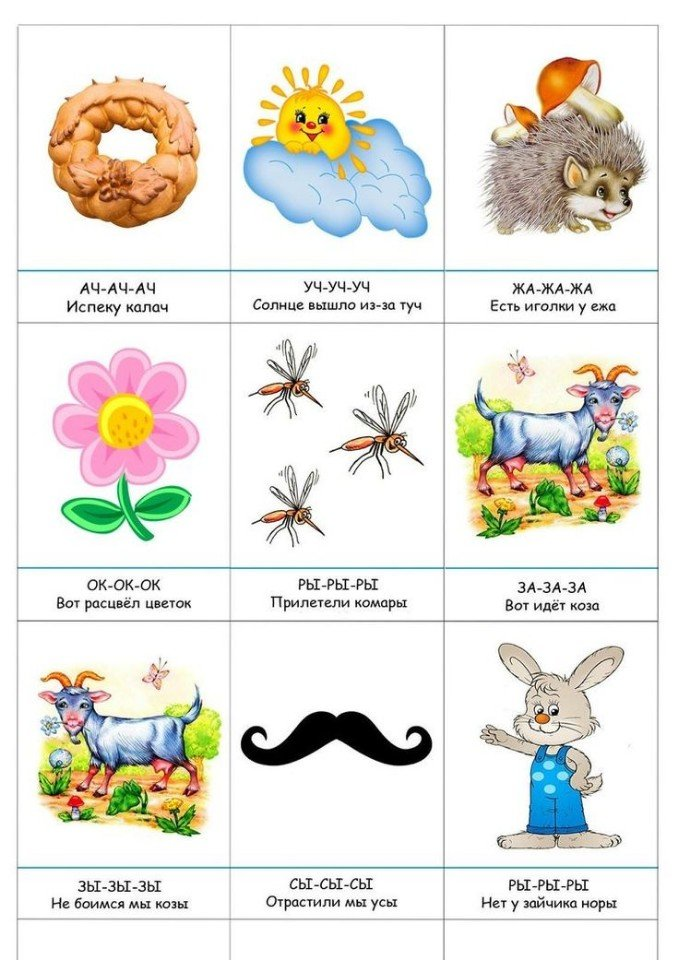 АЧ-АЧ-АЧ
Испеку калач
УЧ-УЧ-УЧ
Солнце вышло из-за туч
ЖА-ЖА-ЖА
Есть иголки у ежа
ОК-ОК-ОК
Вот расцвёл цветок
РЫ-РЫ-РЫ
Прилетели комары
ЗА-ЗА-ЗА
Вот идёт коза
ЗЫ-ЗЫ-ЗЫ
Не боимся мы козы
СЫ-СЫ-СЫ
Отрастили мы усы
РЫ-РЫ-РЫ
Нет у зайчика норы